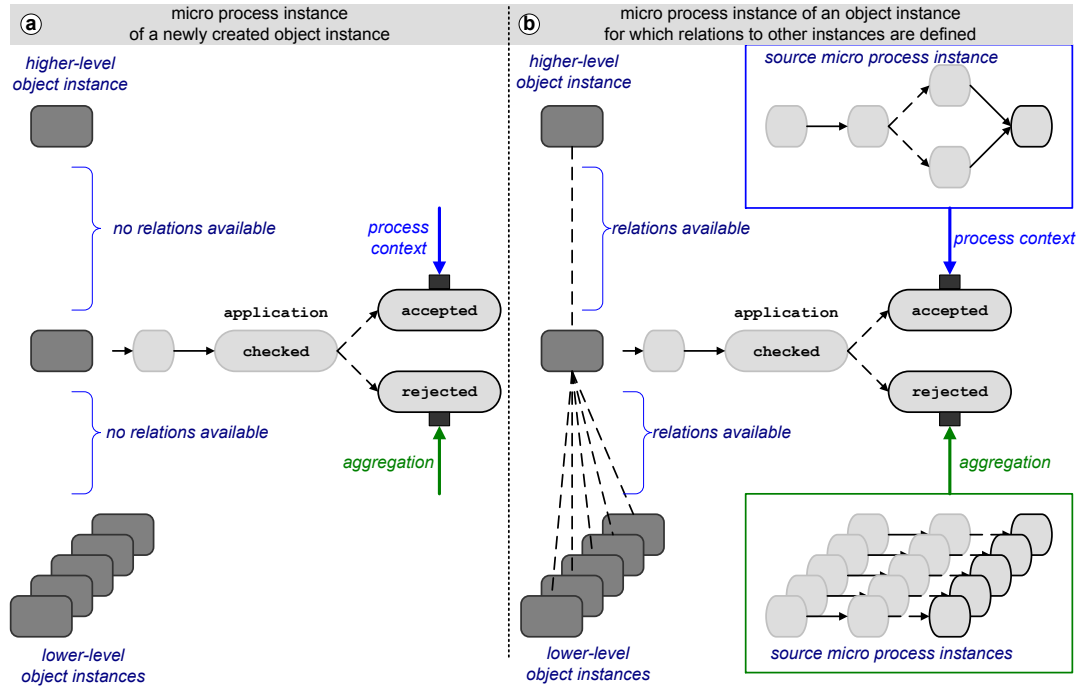 a
micro process instance
of a newly created object instance
higher-level
object instance
no relations available
process
context
application
accepted
checked
rejected
no relations available
aggregation
lower-level
object instances
b
micro process instance of an object instance
for which relations to other instances are defined
higher-level
object instance
source micro process instance
relations available
process context
application
accepted
checked
rejected
relations available
aggregation
lower-level
object instances
source micro process instances